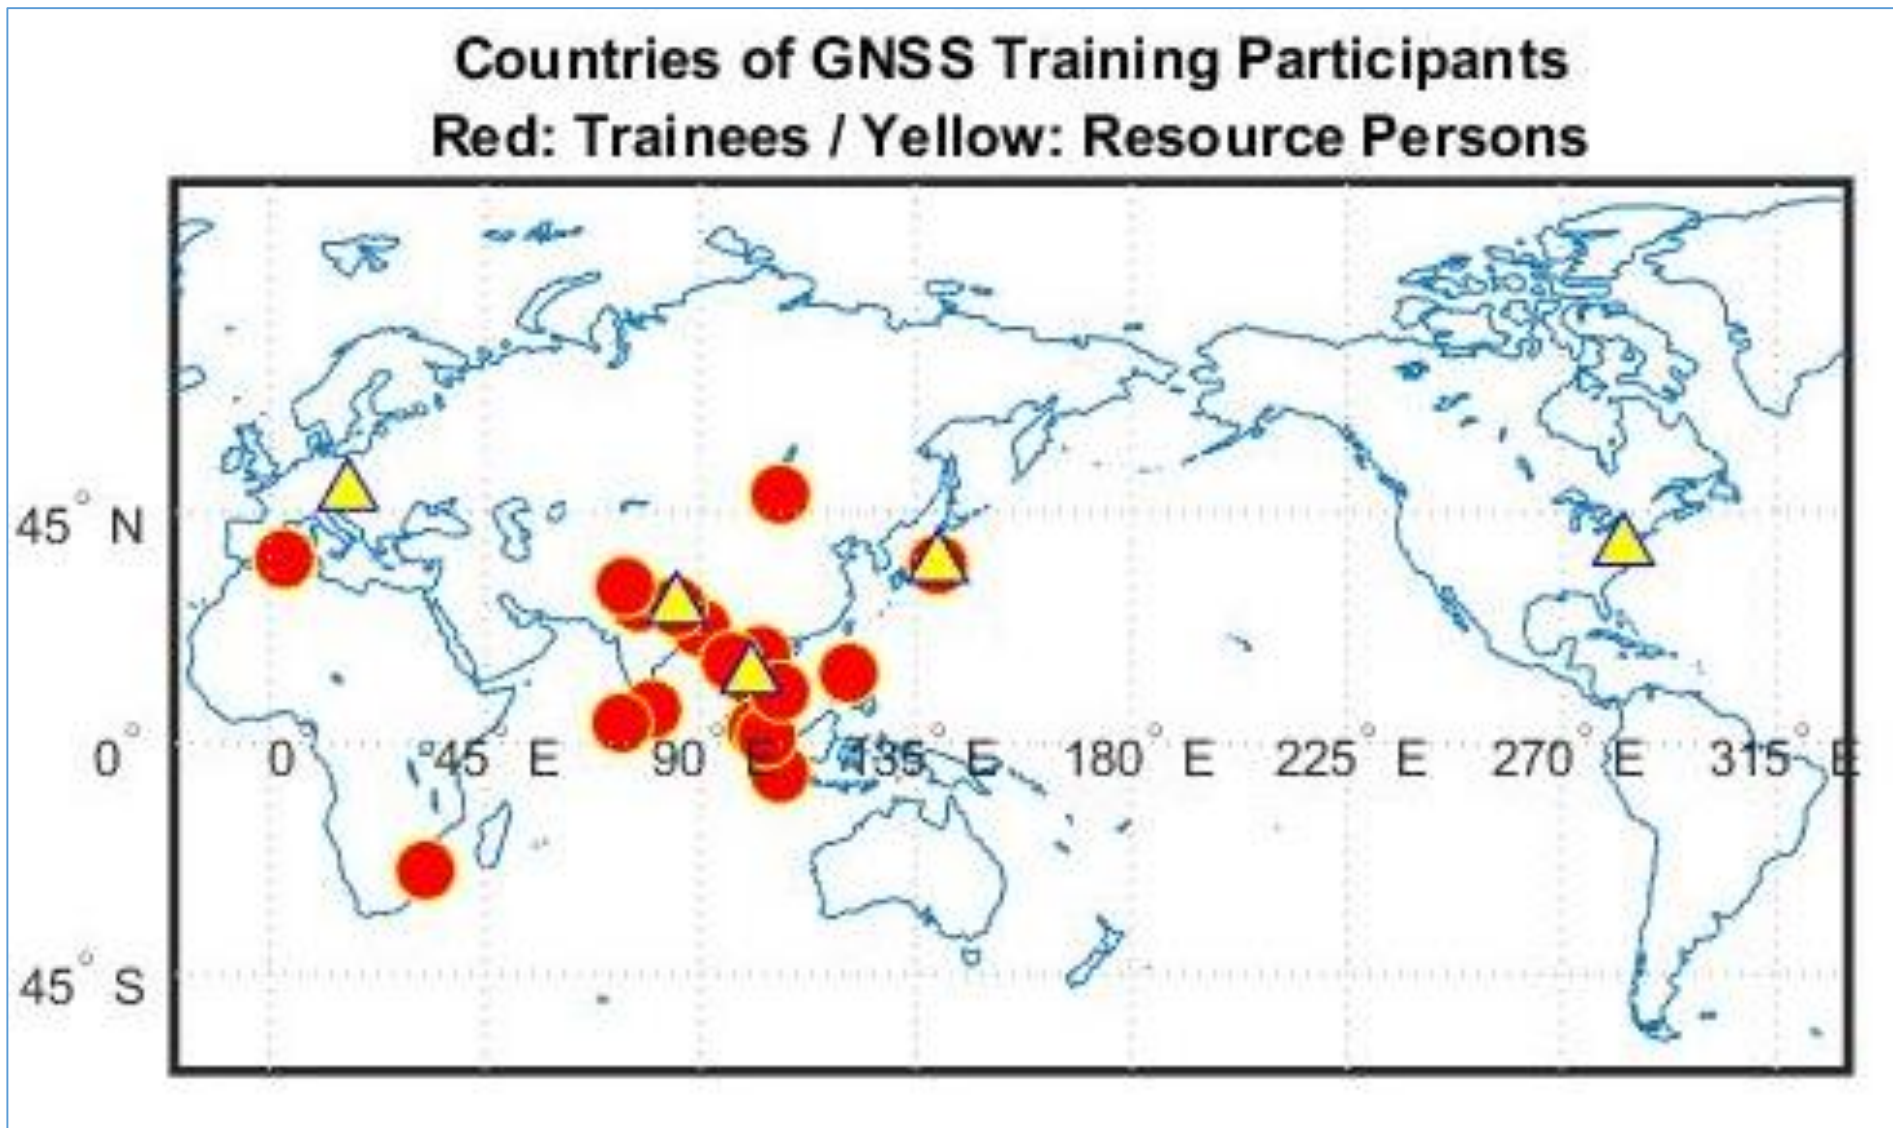 Countries of GNSS Training Participants
Red: Trainees / Yellow: Resource Persons
45° N
0°
0° 45° E 90° E 135° E 180° E 225° E 270° E 315° E
45° S